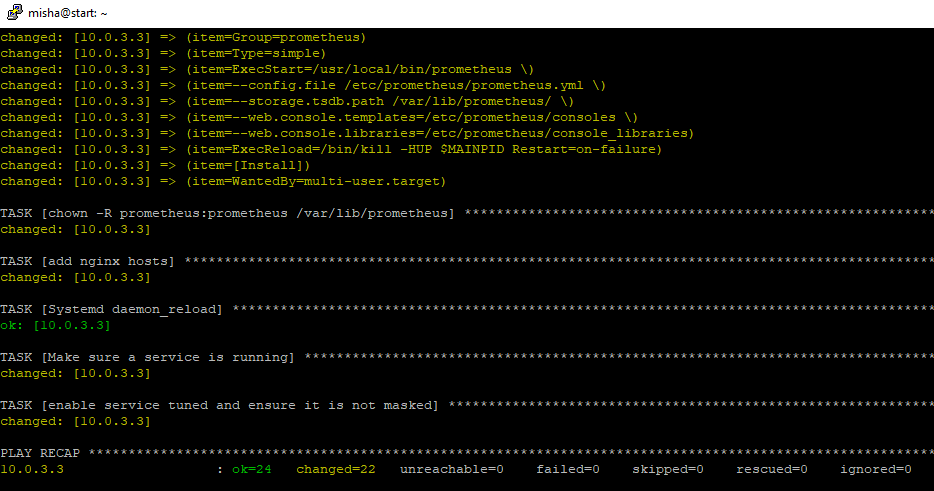 misha@start: ~
changed: [10.0.3.3] => (item=Group=prometheus)
changed: [10.0.3.3] => (item=Type=simple)
changed: [10.0.3.3] => (item=ExecStart=/usr/local/bin/prometheus \)
changed: [10.0.3.3] => (item=--config.file /etc/prometheus/prometheus.yml \)
changed: [10.0.3.3] => (item=--storage.tsdb.path /var/lib/prometheus/ \)
changed: [10.0.3.3] => (item=--web.console.templates=/etc/prometheus/consoles \)
changed: [10.0.3.3] => (item=--web.console.libraries=/etc/prometheus/console_libraries)
changed: [10.0.3.3] => (item=ExecReload=/bin/kill -HUP $MAINPID Restart=on-failure)
changed: [10.0.3.3] => (item=[Install])
changed: [10.0.3.3] => (item=WantedBy=multi-user.target)
TASK [chown -R prometheus:prometheus /var/lib/prometheus] ***********************************************************
changed: [10.0.3.3]
TASK [add nginx hosts] **********************************************************************************************
changed: [10.0.3.3]
TASK [Systemd daemon_reload] ****************************************************************************************
ok: [10.0.3.3]
TASK [Make sure a service is running] *******************************************************************************
changed: [10.0.3.3]
TASK [enable service tuned and ensure it is not masked] *************************************************************
changed: [10.0.3.3]
PLAY RECAP **********************************************************************************************************
10.0.3.3                   : ok=24   changed=22   unreachable=0    failed=0    skipped=0    rescued=0    ignored=0